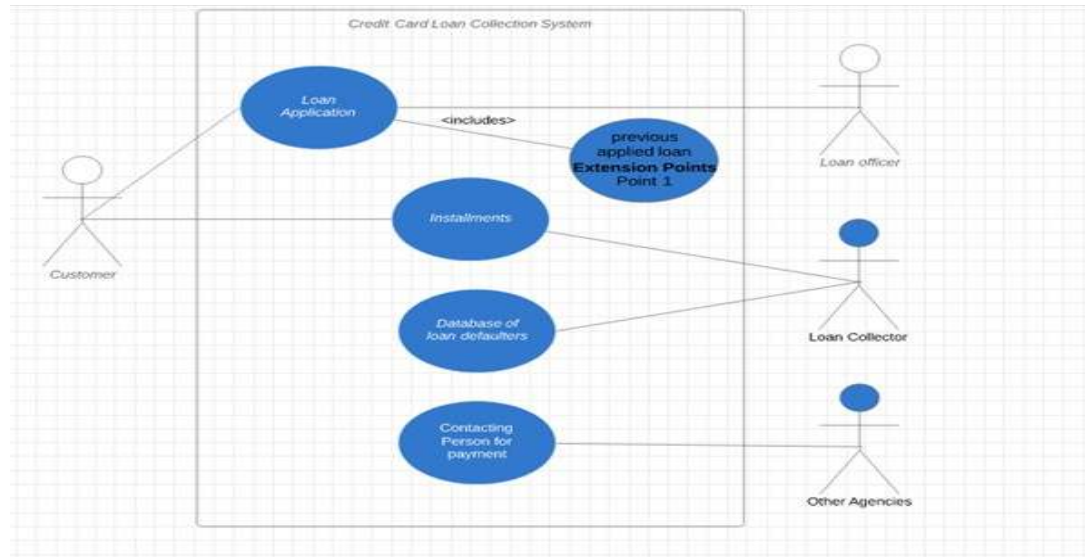 Credit Card Loan Collection System
Loan
Application
<includes>
previous
applied loan
Extension Points
Point 1
Loan officer
Installments
Customer
Database of
loan defaulters
Loan Collector
Contacting
Person for
payment
Other Agencies